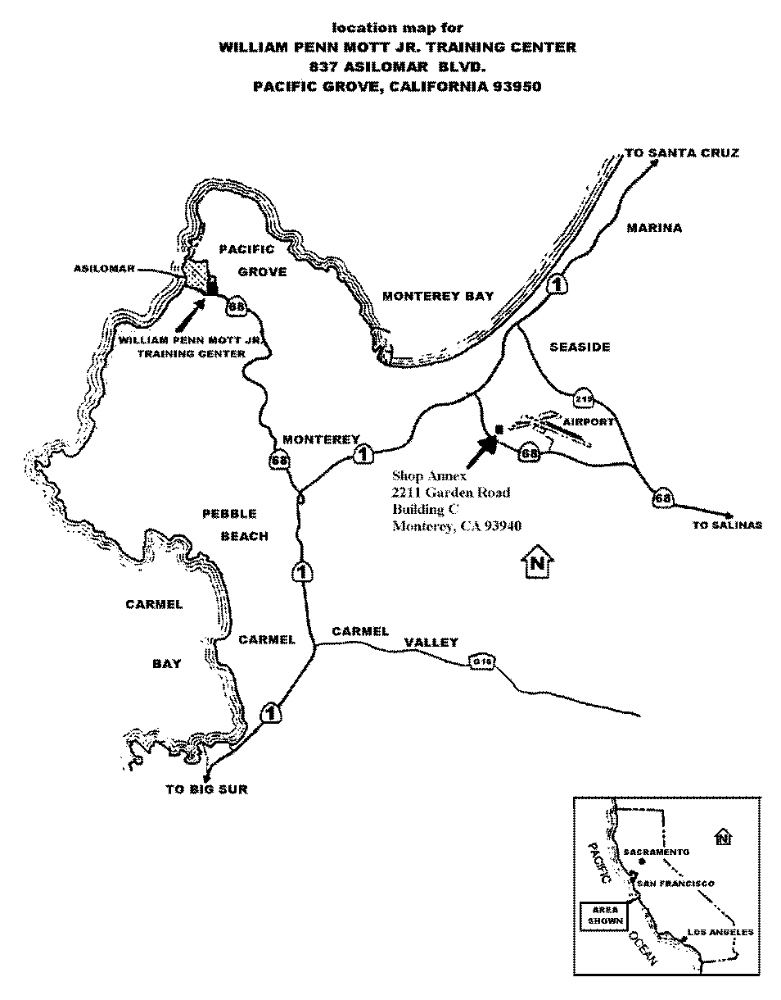 location map for
WILLIAM PENN MOTT JR. TRAINING CENTER
837 ASILOMAR BLVD.
PACIFIC GROVE, CALIFORNIA 93950
TO SANTA CRUZ
MARINA
PACIFIC
GROVE
ASILOMAR
1
MONTEREY BAY
68
WILLIAM PENN MOTT JR.
TRAINING CENTER
SEASIDE
AIRPORT
MONTEREY
1
68
68
Shop Annex
2211 Garden Road
Building C
Monterey, CA 93940
68
TO SALINAS
PEBBLE
BEACH
N
1
CARMEL
BAY
CARMEL
CARMEL
VALLEY
G16
1
TO BIG SUR
N
PACIFIC
OCEAN
SACRAMENTO
SAN FRANCISCO
AREA
SHOWN
LOS ANGELES